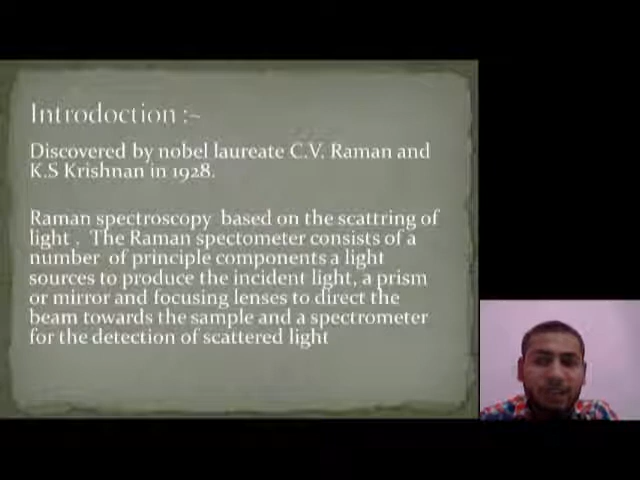 Introdoction :~
Discovered by nobel laureate C.V. Raman and
K.S Krishnan in 1928.
Raman spectroscopy based on the scattring of
light . The Raman spectometer consists of a
number of principle components a light
sources to produce the incident light, a prism
or mirror and focusing lenses to direct the
beam towards the sample and a spectrometer
for the detection of scattered light